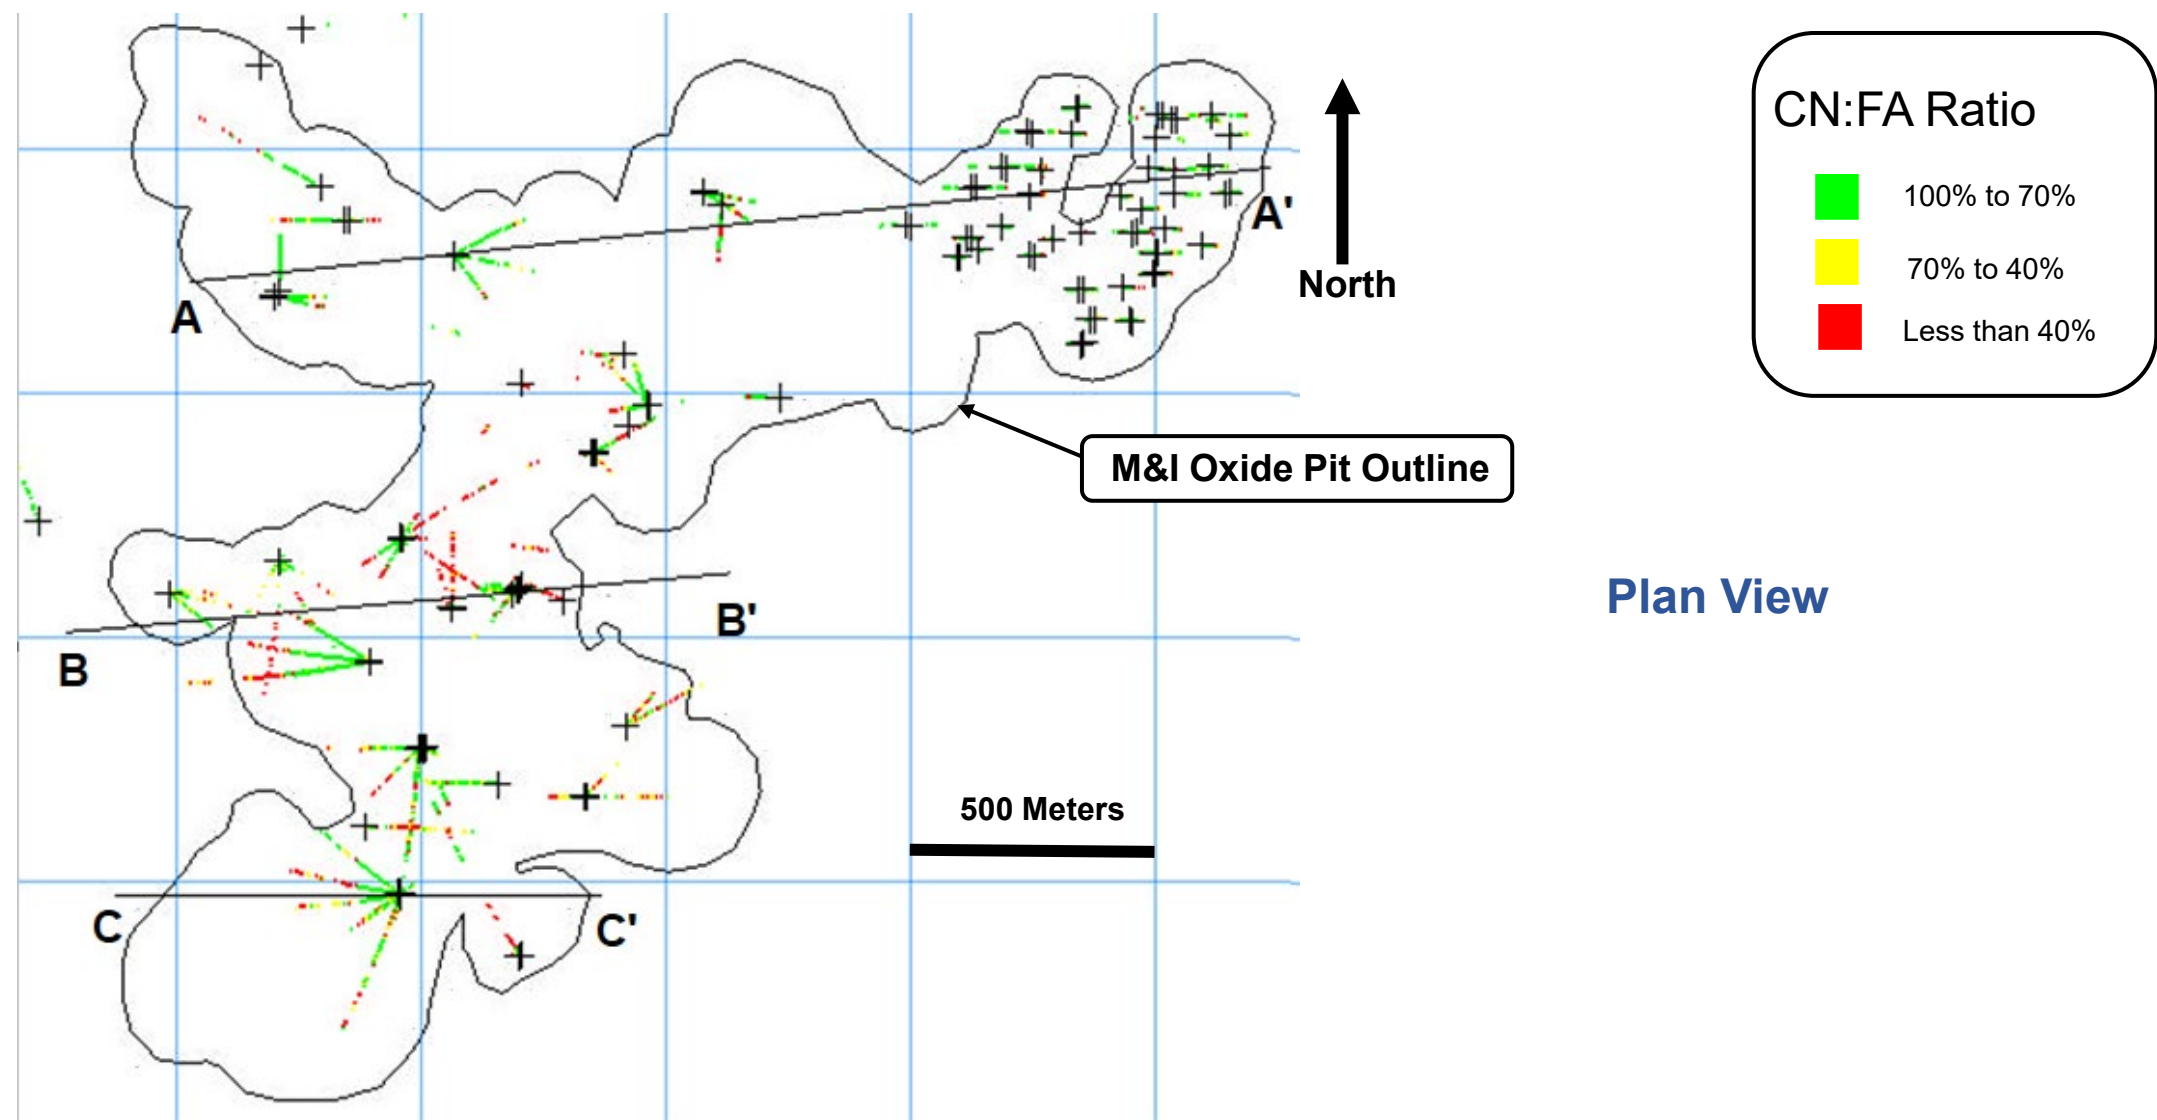 CN:FA Ratio
100% to 70%
70% to 40%
Less than 40%
A
A'
North
M&I Oxide Pit Outline
Plan View
B
B'
500 Meters
C
C'